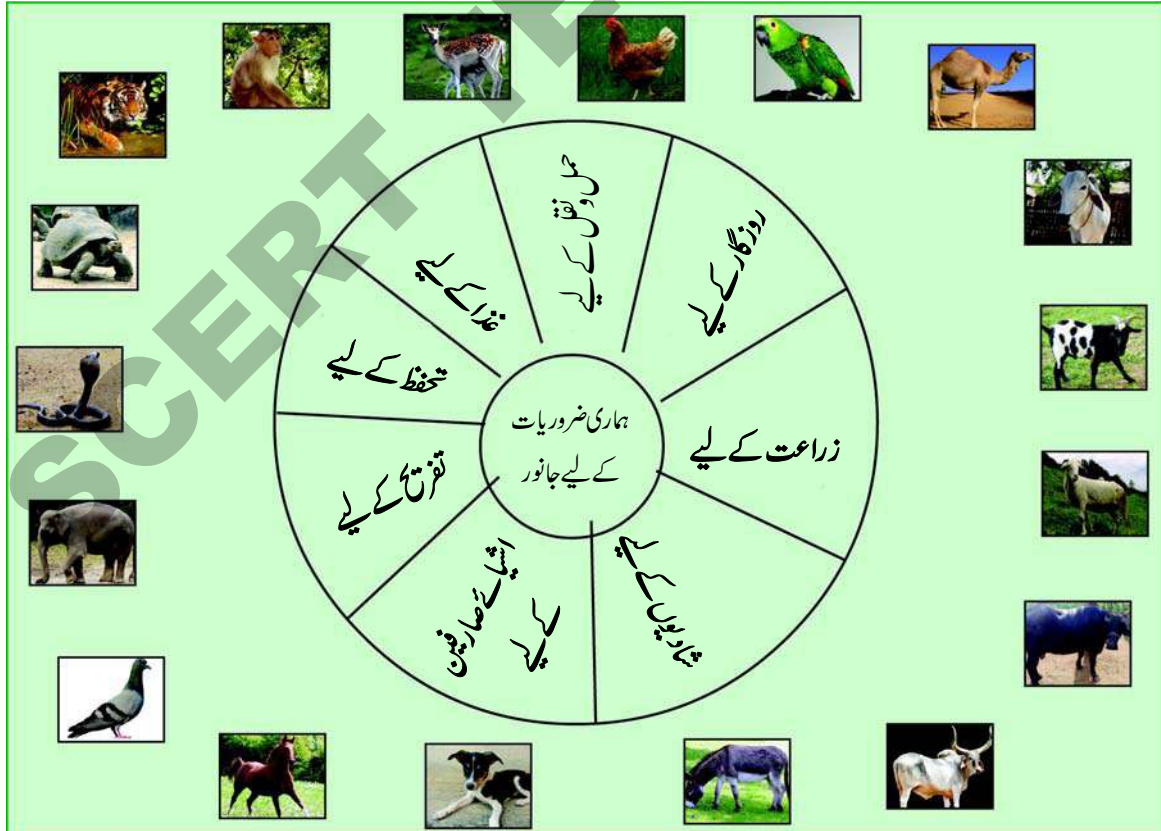 SCERT TE
حمل و نقل کے لیے
روزگار کے لیے
غذا کے لیے
تحفظ کے لیے
ہماری ضروریات
کے لیے جانور
زراعت کے لیے
تفریح کے لیے
اشیائے صارفین
کے لیے
شادیوں کے لیے